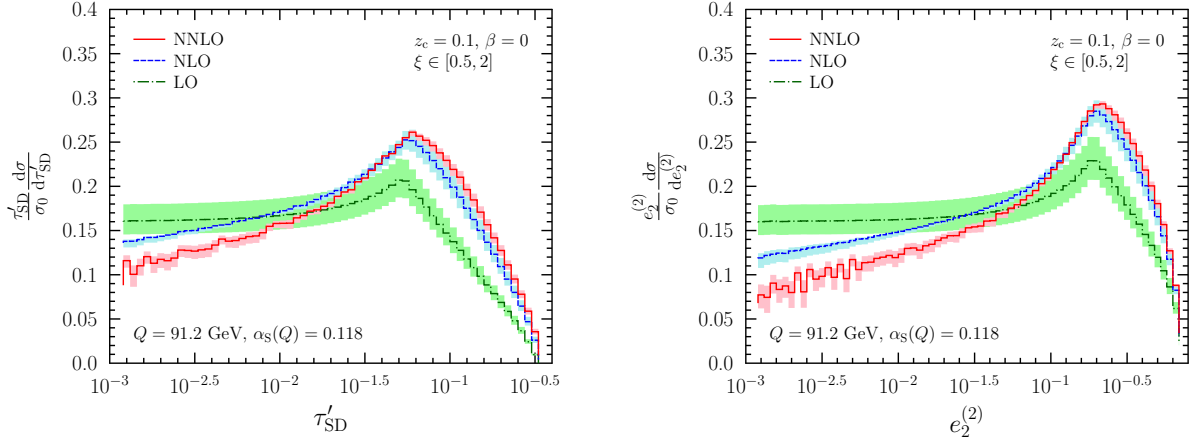 0.4
0.3
0.25
0.2
0.15
0.1
0.05
0.0
NNLO
NLO
LO
z_c = 0.1, β = 0
ξ ∈ [0.5, 2]
τ′_SD/σ_0 dσ/dτ′_SD
Q = 91.2 GeV, α_S(Q) = 0.118
10^−3 10^−2.5 10^−2 10^−1.5 10^−1 10^−0.5
τ′_SD
0.4
0.3
0.25
0.2
0.15
0.1
0.05
0.0
NNLO
NLO
LO
z_c = 0.1, β = 0
ξ ∈ [0.5, 2]
e_2^(2)/σ_0 dσ/de_2^(2)
Q = 91.2 GeV, α_S(Q) = 0.118
10^−3 10^−2.5 10^−2 10^−1.5 10^−1 10^−0.5
e_2^(2)